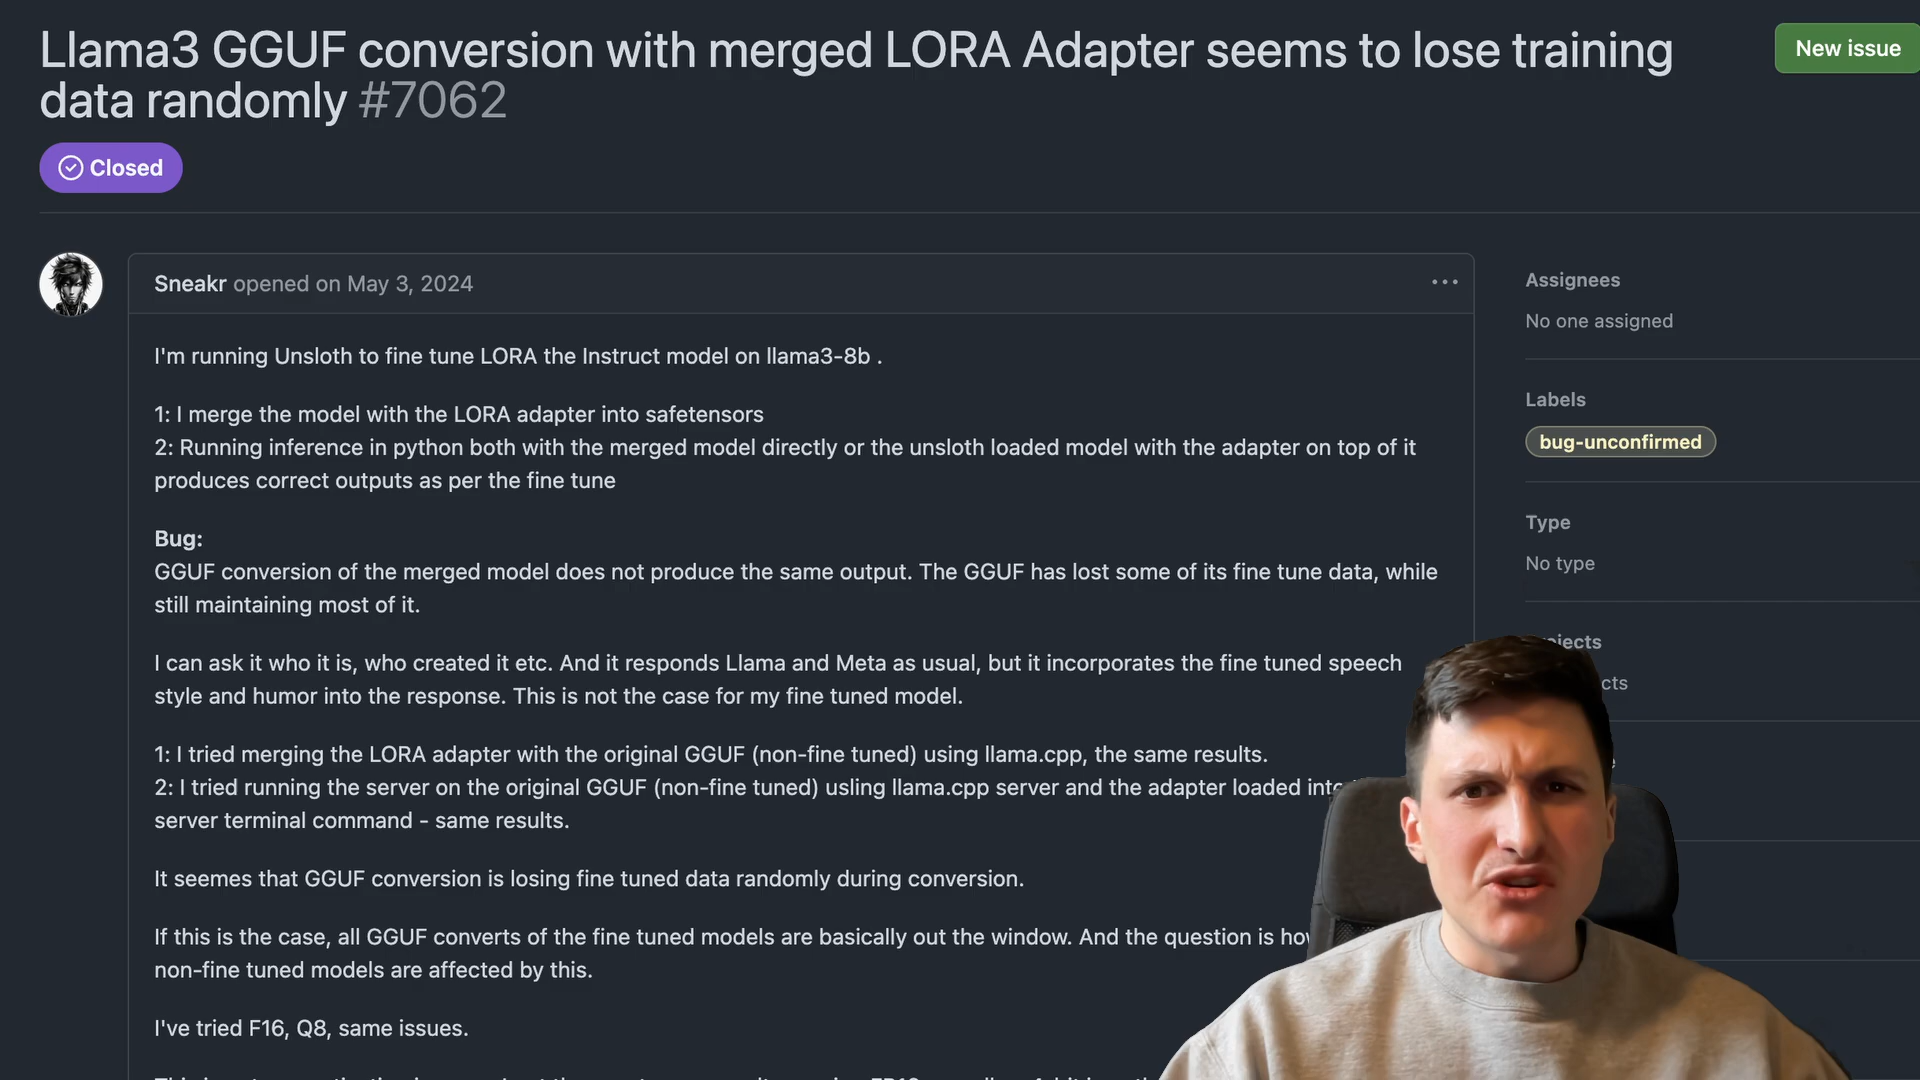 Llama3 GGUF conversion with merged LORA Adapter seems to lose training
data randomly #7062
New issue
Closed
Sneakr opened on May 3, 2024
I'm running Unsloth to fine tune LORA the Instruct model on llama3-8b .
1: I merge the model with the LORA adapter into safetensors
2: Running inference in python both with the merged model directly or the unsloth loaded model with the adapter on top of it
produces correct outputs as per the fine tune
Bug:
GGUF conversion of the merged model does not produce the same output. The GGUF has lost some of its fine tune data, while
still maintaining most of it.
I can ask it who it is, who created it etc. And it responds Llama and Meta as usual, but it incorporates the fine tuned speech
style and humor into the response. This is not the case for my fine tuned model.
1: I tried merging the LORA adapter with the original GGUF (non-fine tuned) using llama.cpp, the same results.
2: I tried running the server on the original GGUF (non-fine tuned) usling llama.cpp server and the adapter loaded
server terminal command - same results.
It seemes that GGUF conversion is losing fine tuned data randomly during conversion.
If this is the case, all GGUF converts of the fine tuned models are basically out the window. And the question is
non-fine tuned models are affected by this.
I've tried F16, Q8, same issues.
Assignees
No one assigned
Labels
bug-unconfirmed
Type
No type